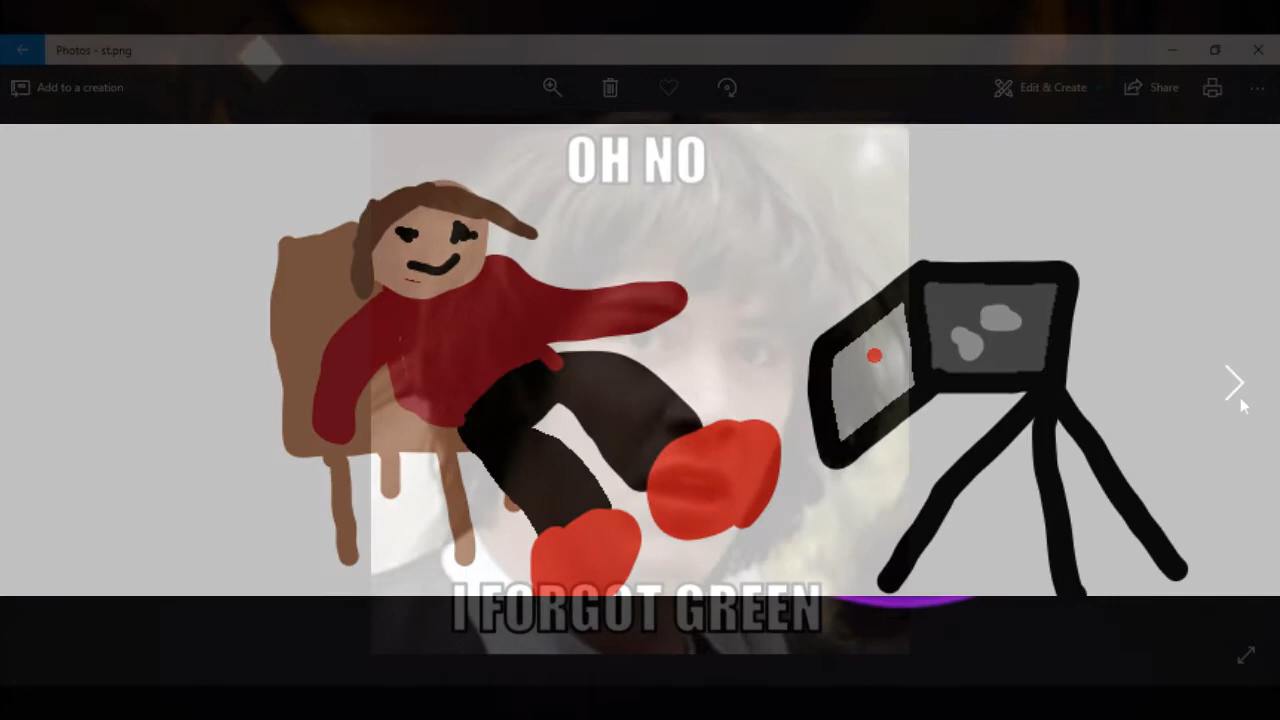 Photos - st.png
Add to a creation
Edit & Create
Share
OH NO
I FORGOT GREEN